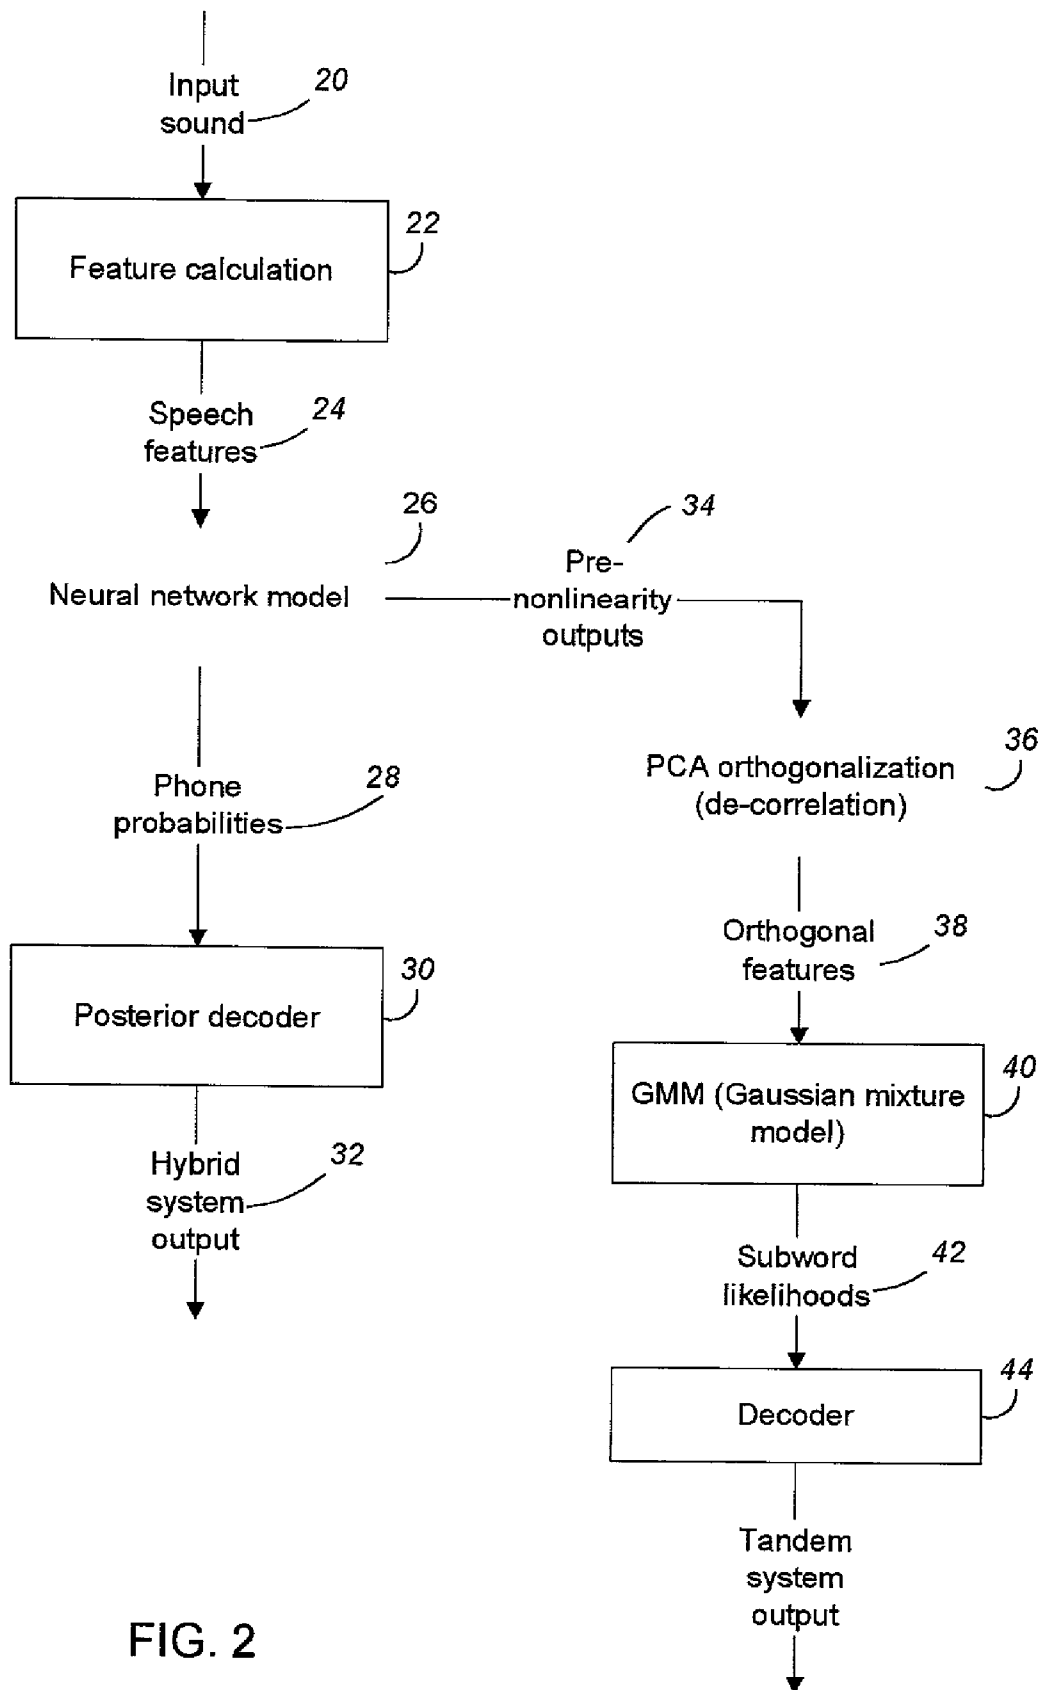 Input
sound
20
Feature calculation
22
Speech
features
24
Neural network model
26
Pre-
nonlinearity
outputs
34
Phone
probabilities
28
PCA orthogonalization
(de-correlation)
36
Orthogonal
features
38
Posterior decoder
30
GMM (Gaussian mixture
model)
40
Hybrid
system
output
32
Subword
likelihoods
42
Decoder
44
Tandem
system
output
FIG. 2